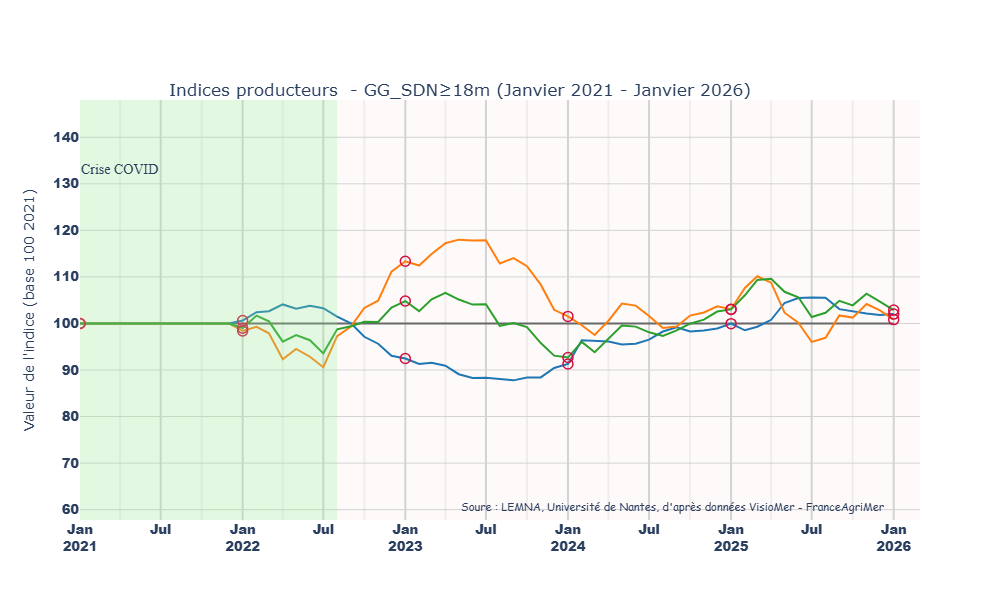 Indices producteurs  - GG_SDN≥18m (Janvier 2021 - Janvier 2026)
Valeur de l'indice (base 100 2021)
140
130
120
110
100
90
80
70
60
Crise COVID
Soure : LEMNA, Université de Nantes, d'après données VisioMer - FranceAgriMer
Jan Jul Jan Jul Jan Jul Jan Jul Jan Jul Jan
2021 2022 2023 2024 2025 2026